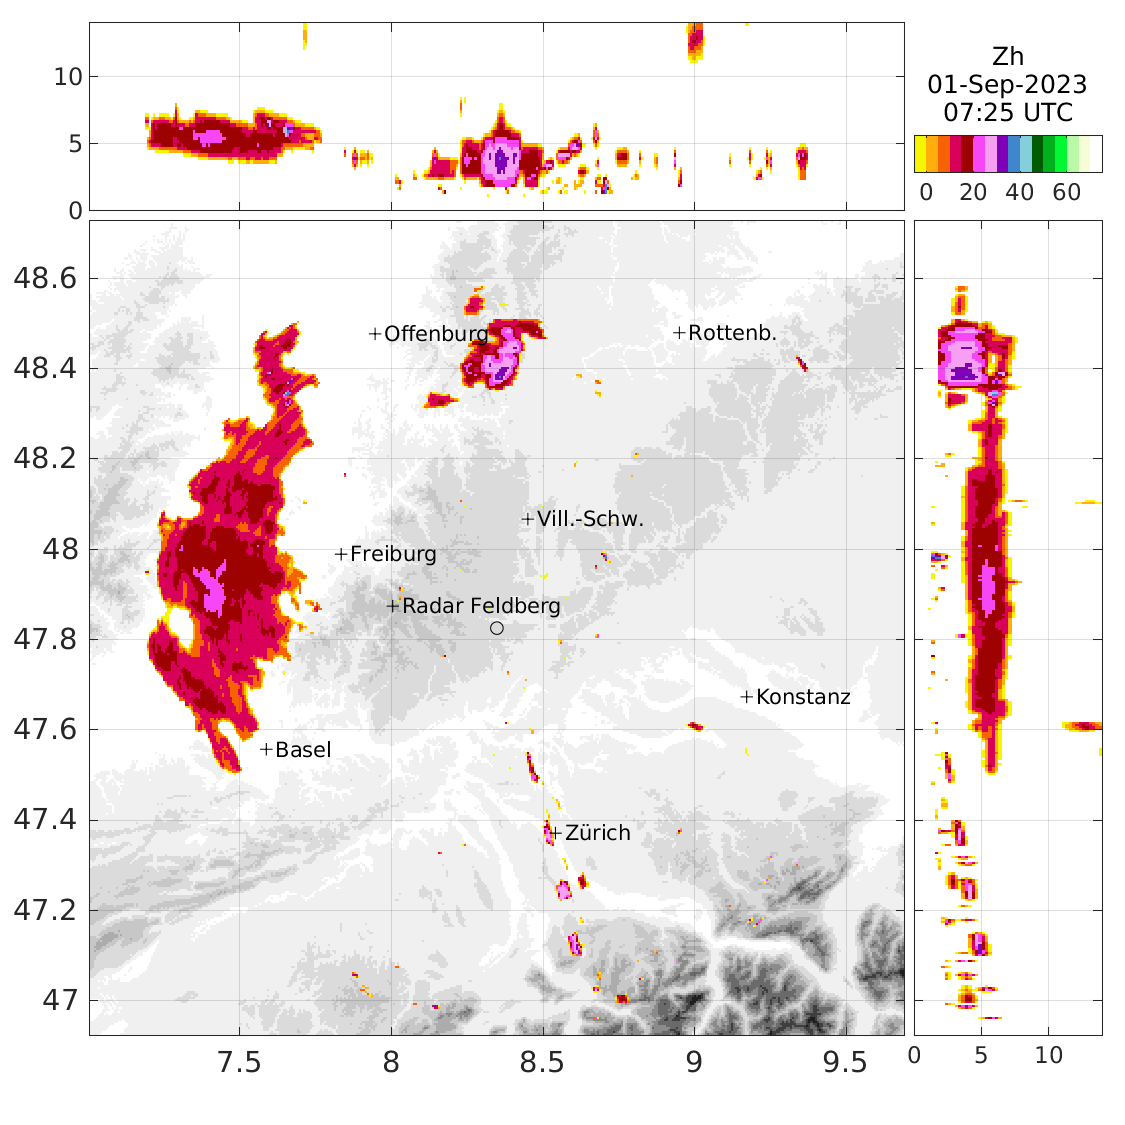 10
5
0
Zh
01-Sep-2023
07:25 UTC
0 20 40 60
48.6
48.4
48.2
48
47.8
47.6
47.4
47.2
47
Offenburg
Rottenb.
Vill.-Schw.
Freiburg
Radar Feldberg
Konstanz
Basel
Zürich
7.5 8 8.5 9 9.5
0 5 10